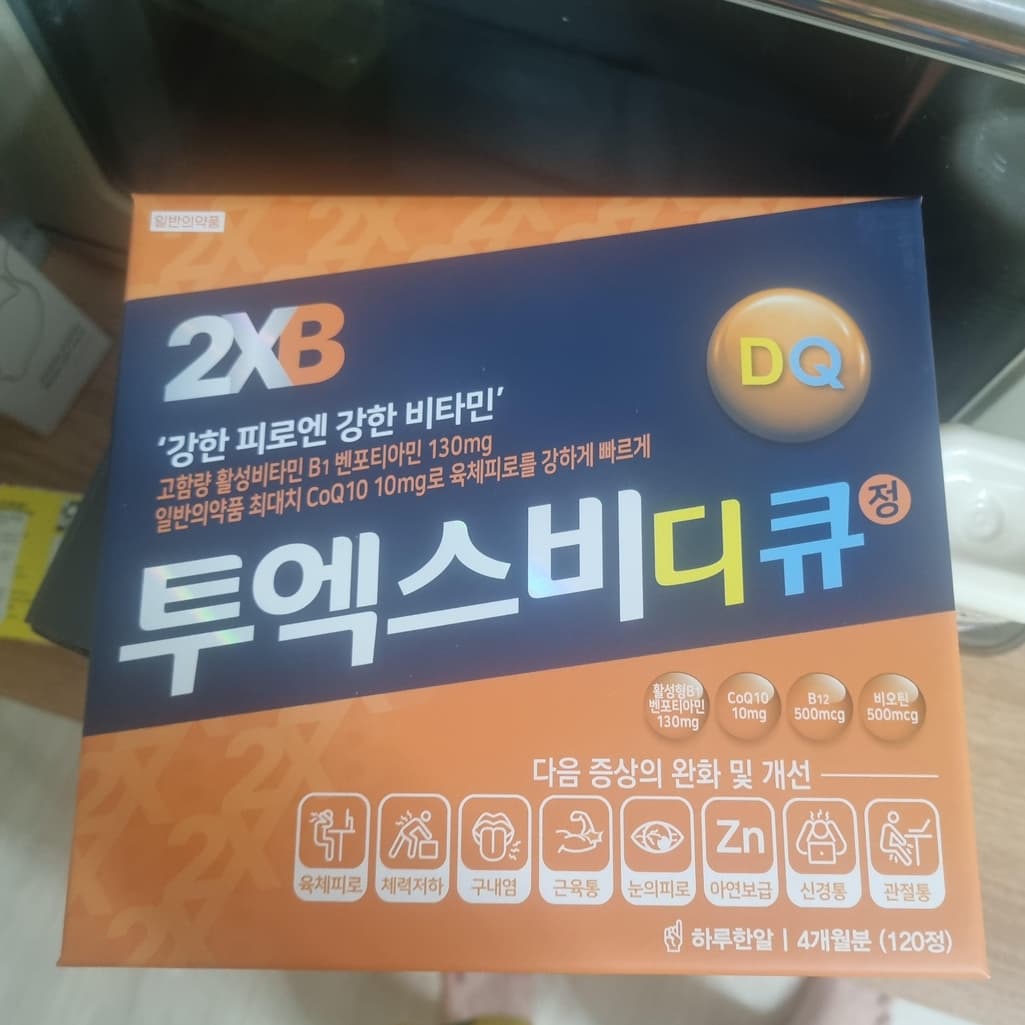 일반의약품
2XB
DQ
'강한 피로엔 강한 비타민'
고함량 활성비타민 B1 벤포티아민 130mg
일반의약품 최대치 CoQ10 10mg로 육체피로를 강하게 빠르게
투엑스비디큐 정
활성형B1
벤포티아민
130mg
CoQ10
10mg
B12
500mcg
비오틴
500mcg
다음 증상의 완화 및 개선
육체피로
체력저하
구내염
근육통
눈의피로
Zn
아연보급
신경통
관절통
하루한알 | 4개월분 (120정)